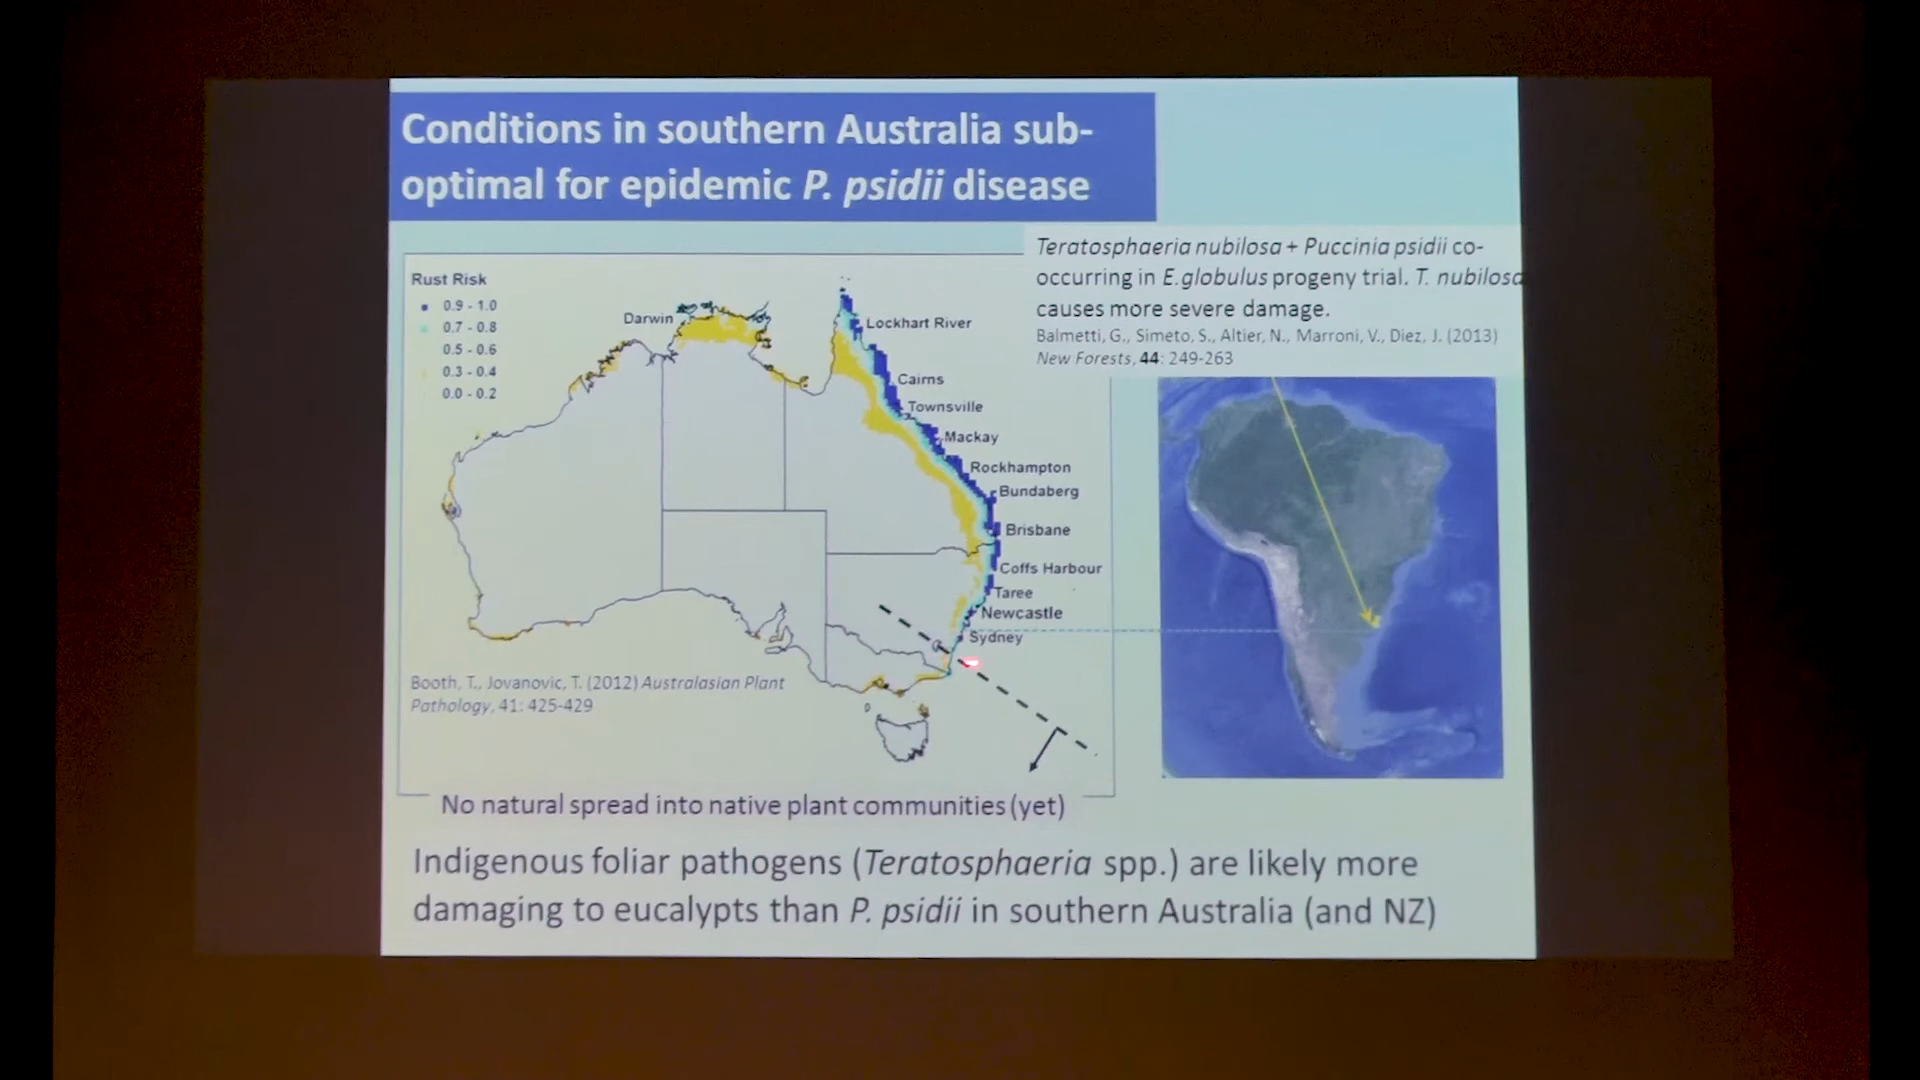 Conditions in southern Australia sub-
optimal for epidemic P. psidii disease
Teratosphaeria nubilosa + Puccinia psidii co-
occurring in E.globulus progeny trial. T. nubilosa
causes more severe damage.
Balmetti, G., Simeto, S., Altier, N., Marroni, V., Diez, J. (2013)
New Forests, 44: 249-263
Rust Risk
0.9 - 1.0
0.7 - 0.8
0.5 - 0.6
0.3 - 0.4
0.0 - 0.2
Darwin
Lockhart River
Cairns
Townsville
Mackay
Rockhampton
Bundaberg
Brisbane
Coffs Harbour
Taree
Newcastle
Sydney
Booth, T., Jovanovic, T. (2012) Australasian Plant
Pathology, 41: 425-429
No natural spread into native plant communities (yet)
Indigenous foliar pathogens (Teratosphaeria spp.) are likely more
damaging to eucalypts than P. psidii in southern Australia (and NZ)